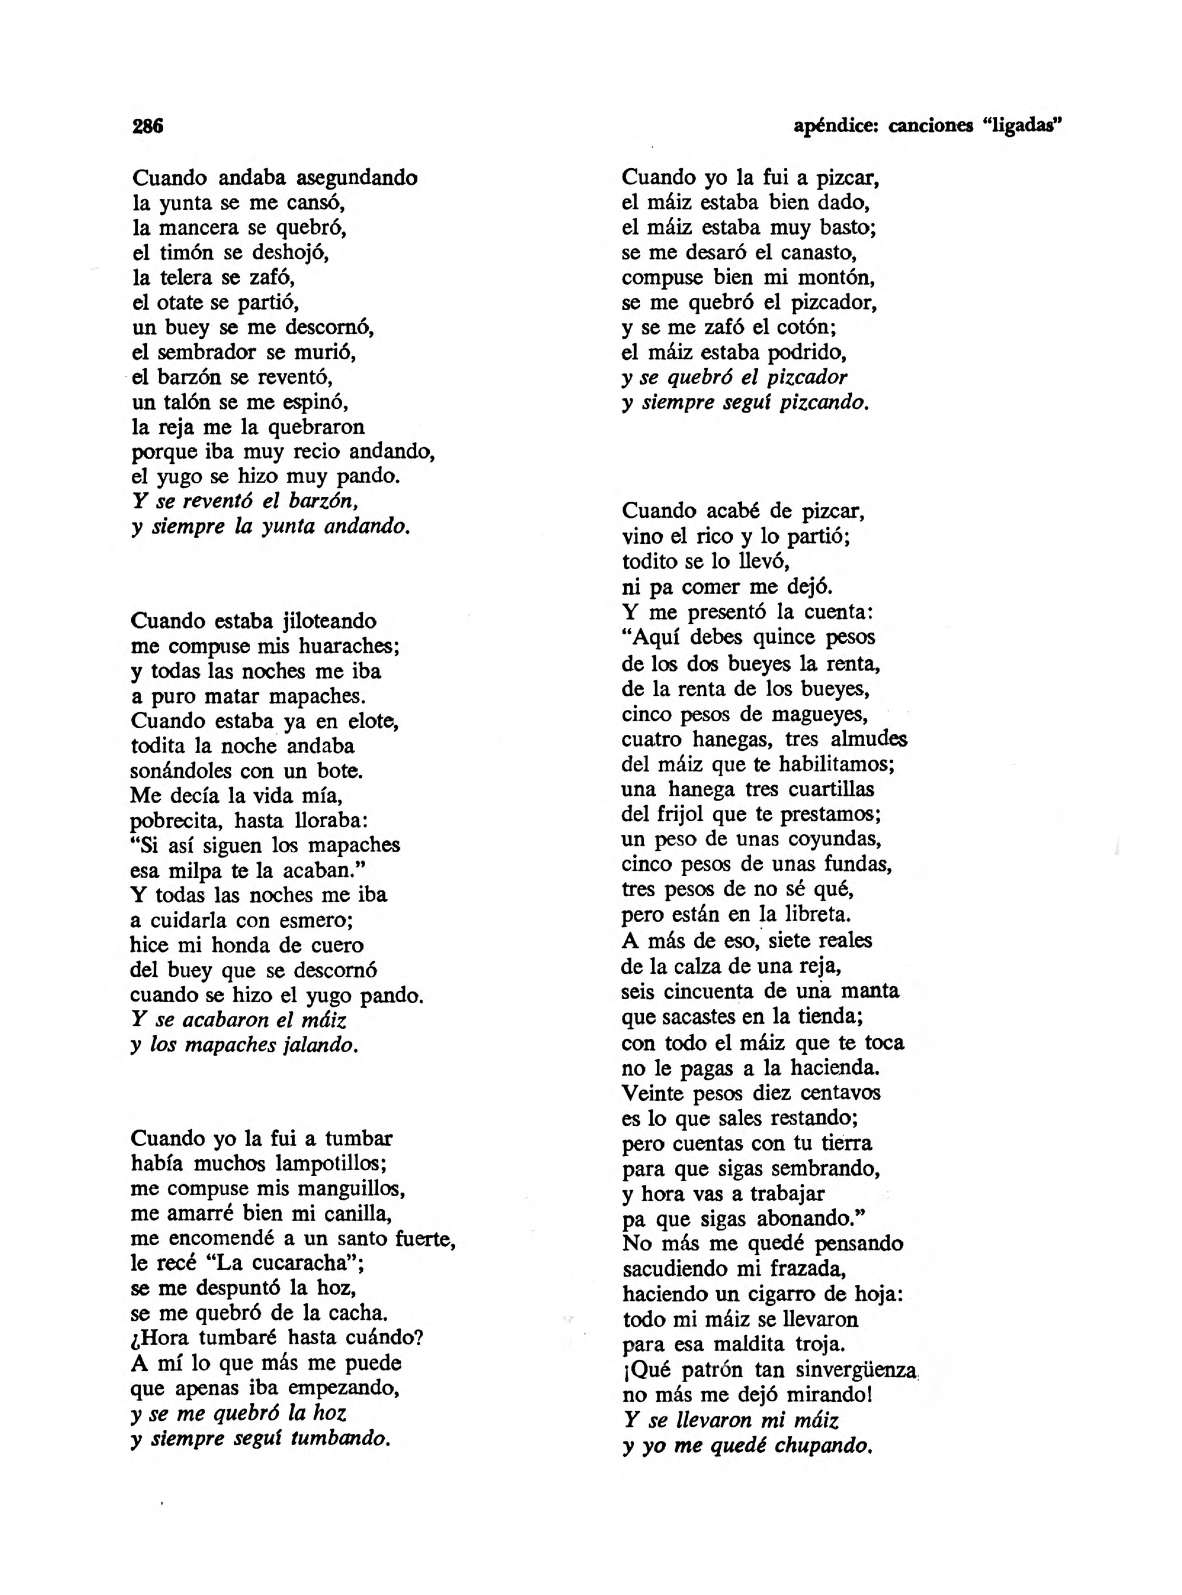 286
apéndice: canciones “ligadas”
Cuando andaba asegundando
la yunta se me cansó,
la mancera se quebró,
el timón se deshojó,
la telera se zafó,
el otate se partió,
un buey se me descornó,
el sembrador se murió,
el barzón se reventó,
un talón se me espinó,
la reja me la quebraron
porque iba muy recio andando,
el yugo se hizo muy pando.
Y se reventó el barzón,
y siempre la yunta andando.
Cuando estaba jiloteando
me compuse mis huaraches;
y todas las noches me iba
a puro matar mapaches.
Cuando estaba ya en elote,
todita la noche andaba
sonándoles con un bote.
Me decía la vida mía,
pobrecita, hasta lloraba:
“Si así siguen los mapaches
esa milpa te la acaban.”
Y todas las noches me iba
a cuidarla con esmero;
hice mi honda de cuero
del buey que se descornó
cuando se hizo el yugo pando.
Y se acabaron el máiz
y los mapaches jalando.
Cuando yo la fui a tumbar
había muchos lampotillos;
me compuse mis manguillos,
me amarré bien mi canilla,
me encomendé a un santo fuerte,
le recé “La cucaracha”;
se me despuntó la hoz,
se me quebró de la cacha.
¿Hora tumbaré hasta cuándo?
A mí lo que más me puede
que apenas iba empezando,
y se me quebró la hoz
y siempre seguí tumbando.
Cuando yo la fui a pizcar,
el máiz estaba bien dado,
el máiz estaba muy basto;
se me desaró el canasto,
compuse bien mi montón,
se me quebró el pizcador,
y se me zafó el cotón;
el máiz estaba podrido,
y se quebró el pizcador
y siempre seguí pizcando.
Cuando acabé de pizcar,
vino el rico y lo partió;
todito se lo llevó,
ni pa comer me dejó.
Y me presentó la cuenta:
“Aquí debes quince pesos
de los dos bueyes la renta,
de la renta de los bueyes,
cinco pesos de magueyes,
cuatro hanegas, tres almudes
del máiz que te habilitamos;
una hanega tres cuartillas
del frijol que te prestamos;
un peso de unas coyundas,
cinco pesos de unas fundas,
tres pesos de no sé qué,
pero están en la libreta.
A más de eso, siete reales
de la calza de una reja,
seis cincuenta de una manta
que sacastes en la tienda;
con todo el máiz que te toca
no le pagas a la hacienda.
Veinte pesos diez centavos
es lo que sales restando;
pero cuentas con tu tierra
para que sigas sembrando,
y hora vas a trabajar
pa que sigas abonando.”
No más me quedé pensando
sacudiendo mi frazada,
haciendo un cigarro de hoja:
todo mi máiz se llevaron
para esa maldita troja.
¡Qué patrón tan sinvergüenza
no más me dejó mirando!
Y se llevaron mi máiz
y yo me quedé chupando.